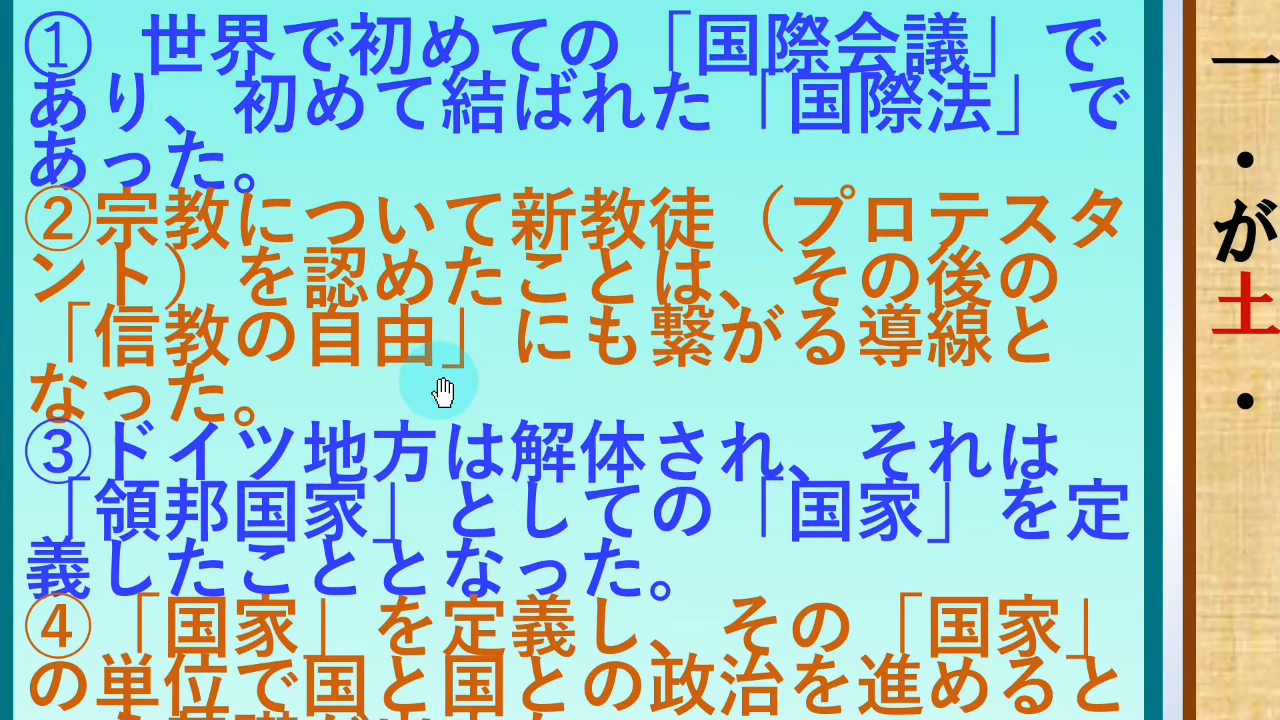 ① 世界で初めての「国際会議」で
あり、初めて結ばれた「国際法」で
あった。
②宗教について新教徒（プロテスタ
ント）を認めたことは、その後の
「信教の自由」にも繋がる導線と
なった。
③ドイツ地方は解体され、それは
「領邦国家」としての「国家」を定
義したこととなった。
④「国家」を定義し、その「国家」
の単位で国と国との政治を進めると
一・が土・